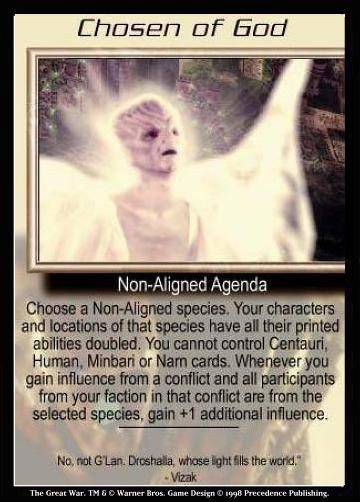 Chosen of God
Non-Aligned Agenda
Choose a Non-Aligned species. Your characters
and locations of that species have all their printed
abilities doubled. You cannot control Centauri,
Human, Minbari or Narn cards. Whenever you
gain influence from a conflict and all participants
from your faction in that conflict are from the
selected species, gain +1 additional influence.
No, not G'Lan. Droshalla, whose light fills the world."
- Vizak
The Great War. TM & © Warner Bros. Game Design © 1998 Precedence Publishing.